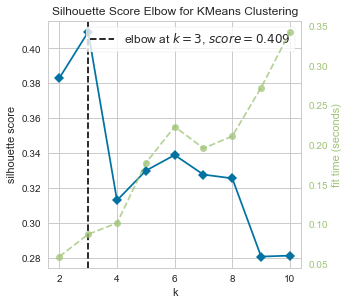 Silhouette Score Elbow for KMeans Clustering
elbow at k = 3, score = 0.409
silhouette score
0.40
0.38
0.36
0.34
0.32
0.30
0.28
0.35
0.30
0.25
0.20
0.15
0.10
0.05
fit time (seconds)
2 4 6 8 10
k